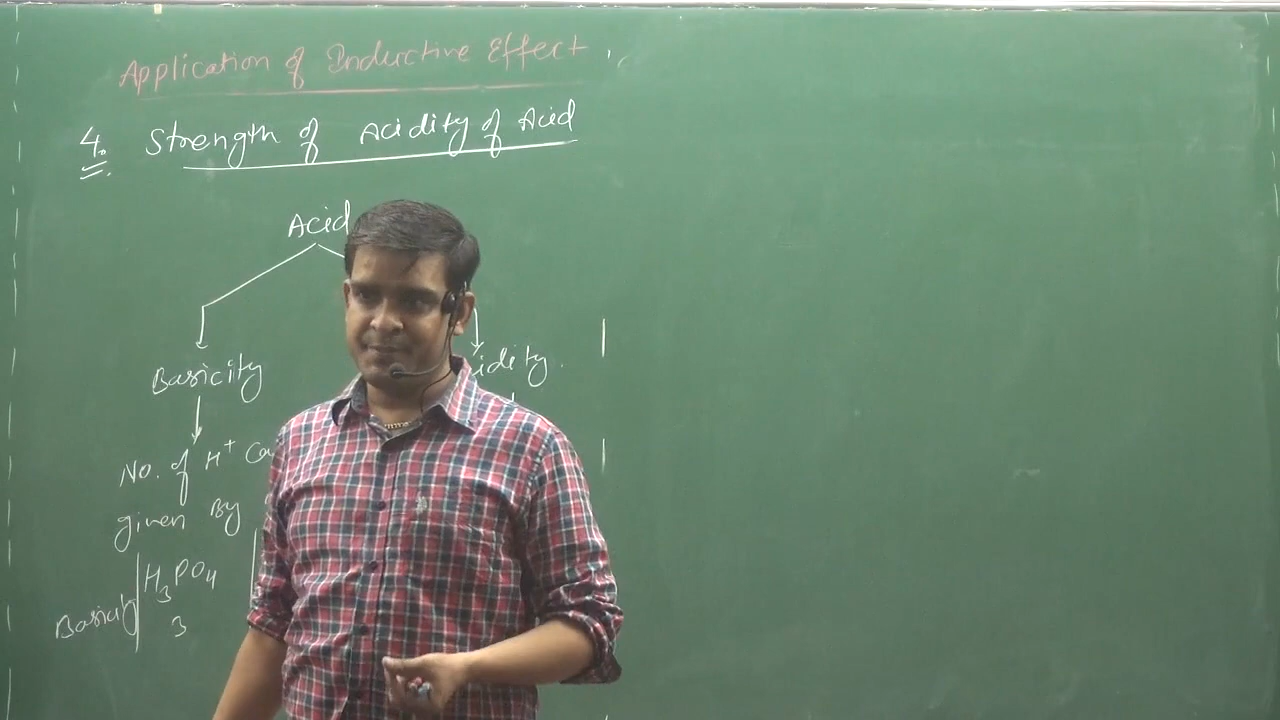 Application of Inductive Effect
4. Strength of Acidity of Acid
Acid
Basicity
idity.
No. of H+ Ca
given By
H3PO4
Basicity
3